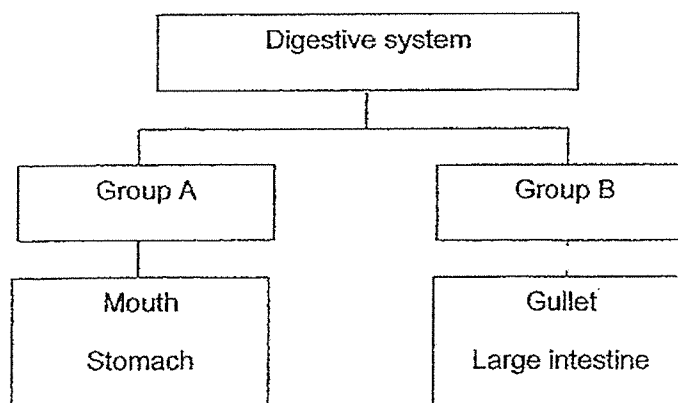 Digestive system
Group A
Group B
Mouth
Stomach
Gullet
Large intestine